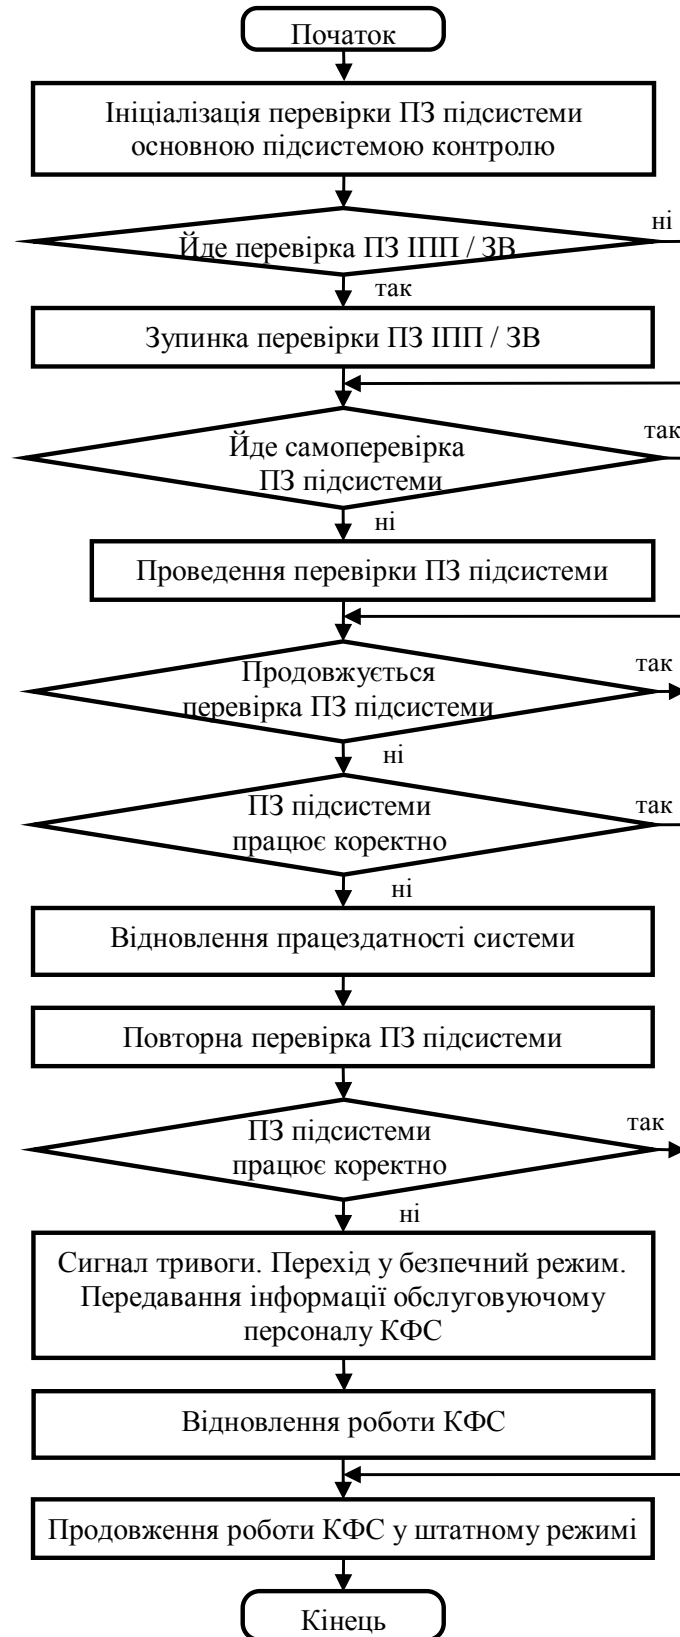 Початок
Ініціалізація перевірки ПЗ підсистеми
основною підсистемою контролю
ні
Йде перевірка ПЗ ІПП / ЗВ
так
Зупинка перевірки ПЗ ІПП / ЗВ
так
Йде самоперевірка
ПЗ підсистеми
ні
Проведення перевірки ПЗ підсистеми
так
Продовжується
перевірка ПЗ підсистеми
ні
ПЗ підсистеми
так
працює коректно
ні
Відновлення працездатності системи
Повторна перевірка ПЗ підсистеми
так
ПЗ підсистеми
працює коректно
ні
Сигнал тривоги. Перехід у безпечний режим.
Передавання інформації обслуговуючому
персоналу КФС
Відновлення роботи КФС
Продовження роботи КФС у штатному режимі
Кінець